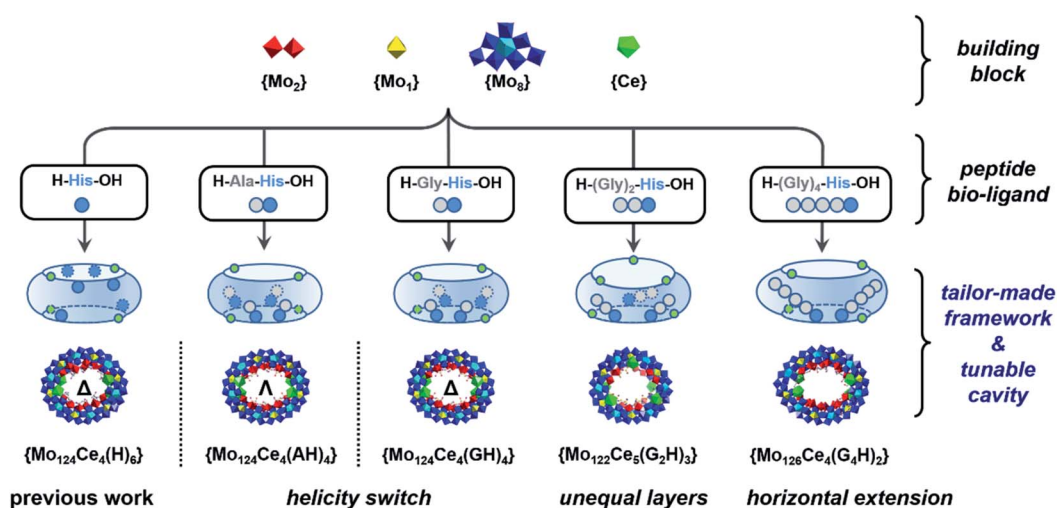 {Mo₂} {Mo₁} {Mo₈} {Ce}
building
block
H-His-OH H-Ala-His-OH H-Gly-His-OH H-(Gly)₂-His-OH H-(Gly)₄-His-OH
peptide
bio-ligand
tailor-made
framework
&
tunable
cavity
Δ Λ Δ
{Mo₁₂₄Ce₄(H)₆} {Mo₁₂₄Ce₄(AH)₄} {Mo₁₂₄Ce₄(GH)₄} {Mo₁₂₂Ce₅(G₂H)₃} {Mo₁₂₆Ce₄(G₄H)₂}
previous work helicity switch unequal layers horizontal extension